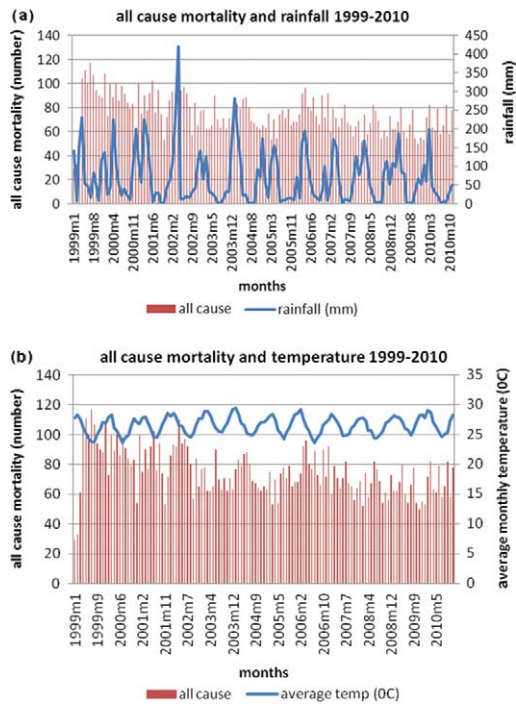 (a) all cause mortality and rainfall 1999-2010
all cause mortality (number)
140
120
100
80
60
40
20
0
rainfall (mm)
450
400
350
300
250
200
150
100
50
0
1999m1
1999m8
2000m4
2000m11
2001m6
2002m2
2002m9
2003m5
2003m12
2004m8
2005m3
2005m11
2006m6
2007m2
2007m9
2008m5
2008m12
2009m8
2010m3
2010m10
months
all cause
rainfall (mm)
(b) all cause mortality and temperature 1999-2010
all cause mortality (number)
140
120
100
80
60
40
20
0
average monthly temperature (0C)
35
30
25
20
15
10
5
0
1999m1
1999m9
2000m6
2001m2
2001m11
2002m7
2003m4
2003m12
2004m9
2005m5
2006m2
2006m10
2007m7
2008m4
2008m12
2009m9
2010m5
months
all cause
average temp (0C)